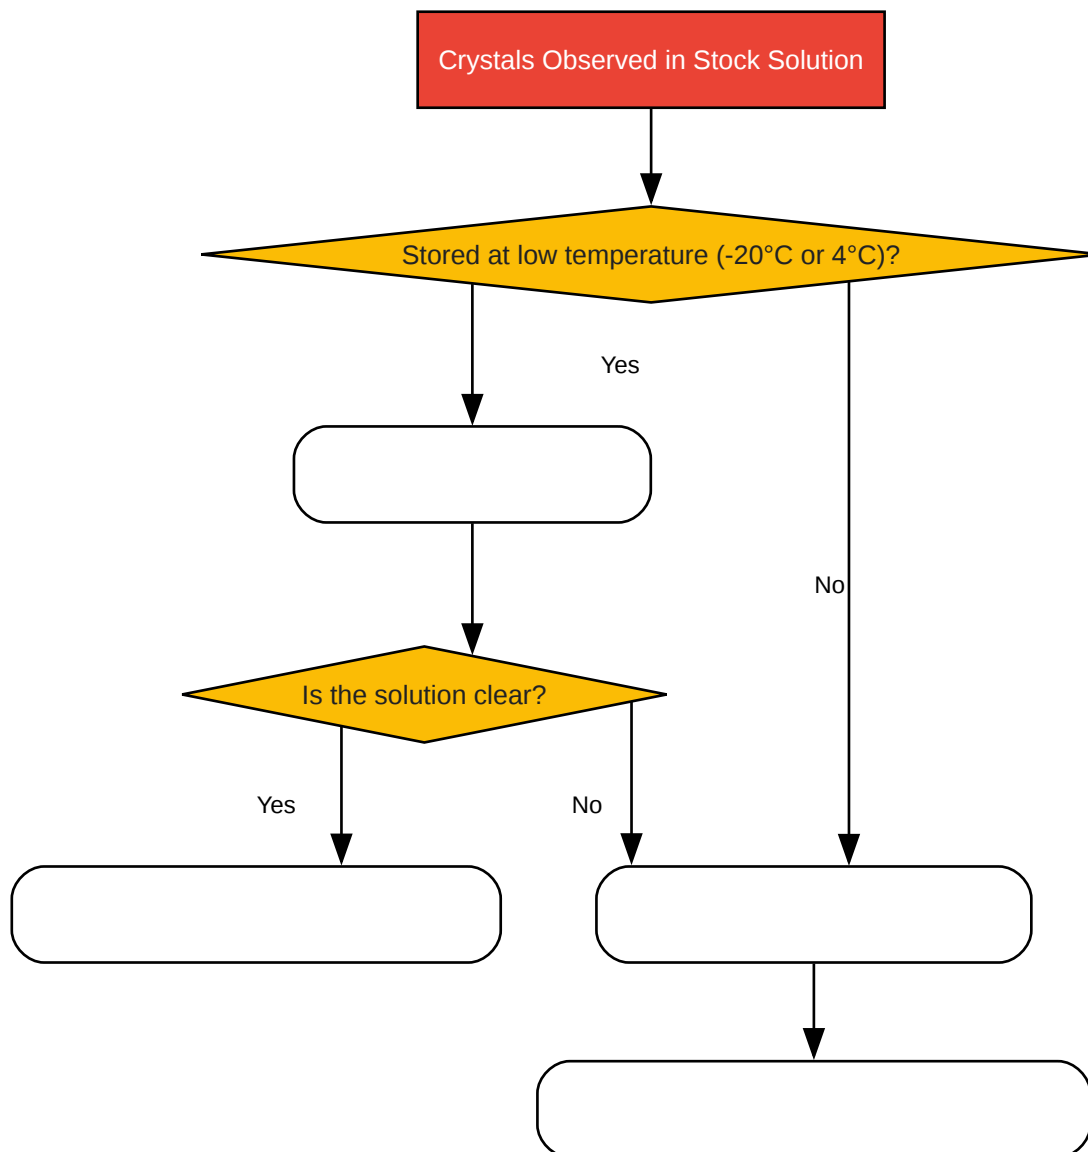 Crystals Observed in Stock Solution
Stored at low temperature (-20°C or 4°C)?
Yes
No
Is the solution clear?
Yes
No